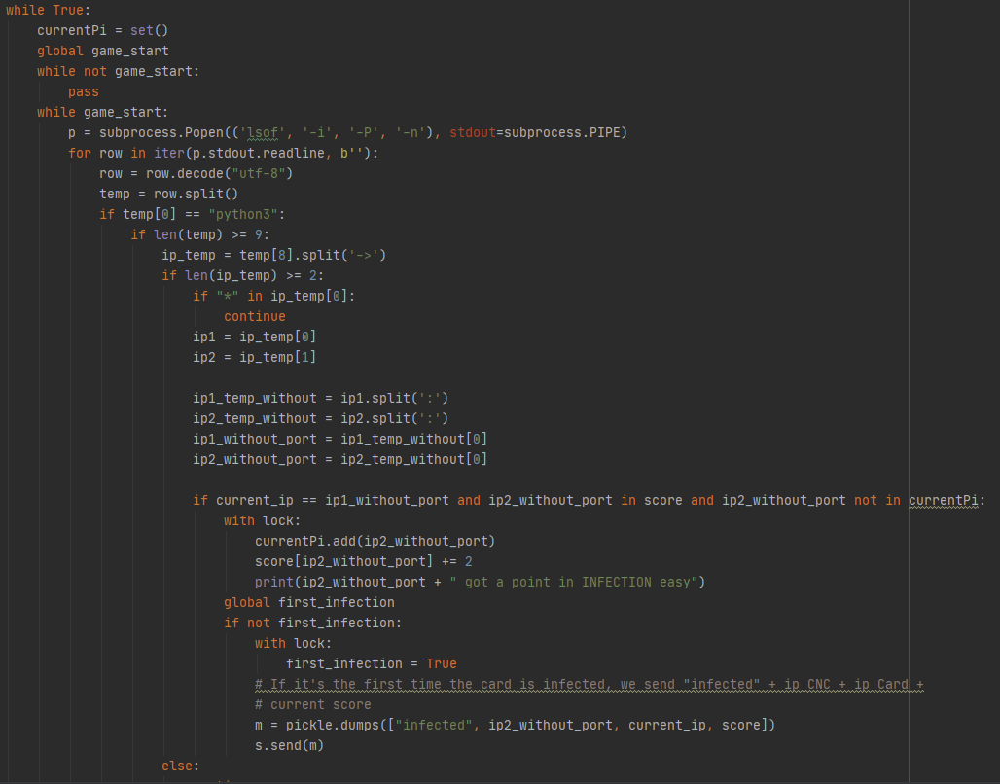 while True:
    currentPi = set()
    global game_start
    while not game_start:
        pass
    while game_start:
        p = subprocess.Popen(('lsof', '-i', '-P', '-n'), stdout=subprocess.PIPE)
        for row in iter(p.stdout.readline, b''):
            row = row.decode("utf-8")
            temp = row.split()
            if temp[0] == "python3":
                if len(temp) >= 9:
                    ip_temp = temp[8].split('->')
                    if len(ip_temp) >= 2:
                        if "*" in ip_temp[0]:
                            continue
                        ip1 = ip_temp[0]
                        ip2 = ip_temp[1]

                        ip1_temp_without = ip1.split(':')
                        ip2_temp_without = ip2.split(':')
                        ip1_without_port = ip1_temp_without[0]
                        ip2_without_port = ip2_temp_without[0]

                        if current_ip == ip1_without_port and ip2_without_port in score and ip2_without_port not in currentPi:
                            with lock:
                                currentPi.add(ip2_without_port)
                                score[ip2_without_port] += 2
                                print(ip2_without_port + " got a point in INFECTION easy")
                            global first_infection
                            if not first_infection:
                                with lock:
                                    first_infection = True
                                # If it's the first time the card is infected, we send "infected" + ip CNC + ip Card +
                                # current score
                                m = pickle.dumps(["infected", ip2_without_port, current_ip, score])
                                s.send(m)
                    else: